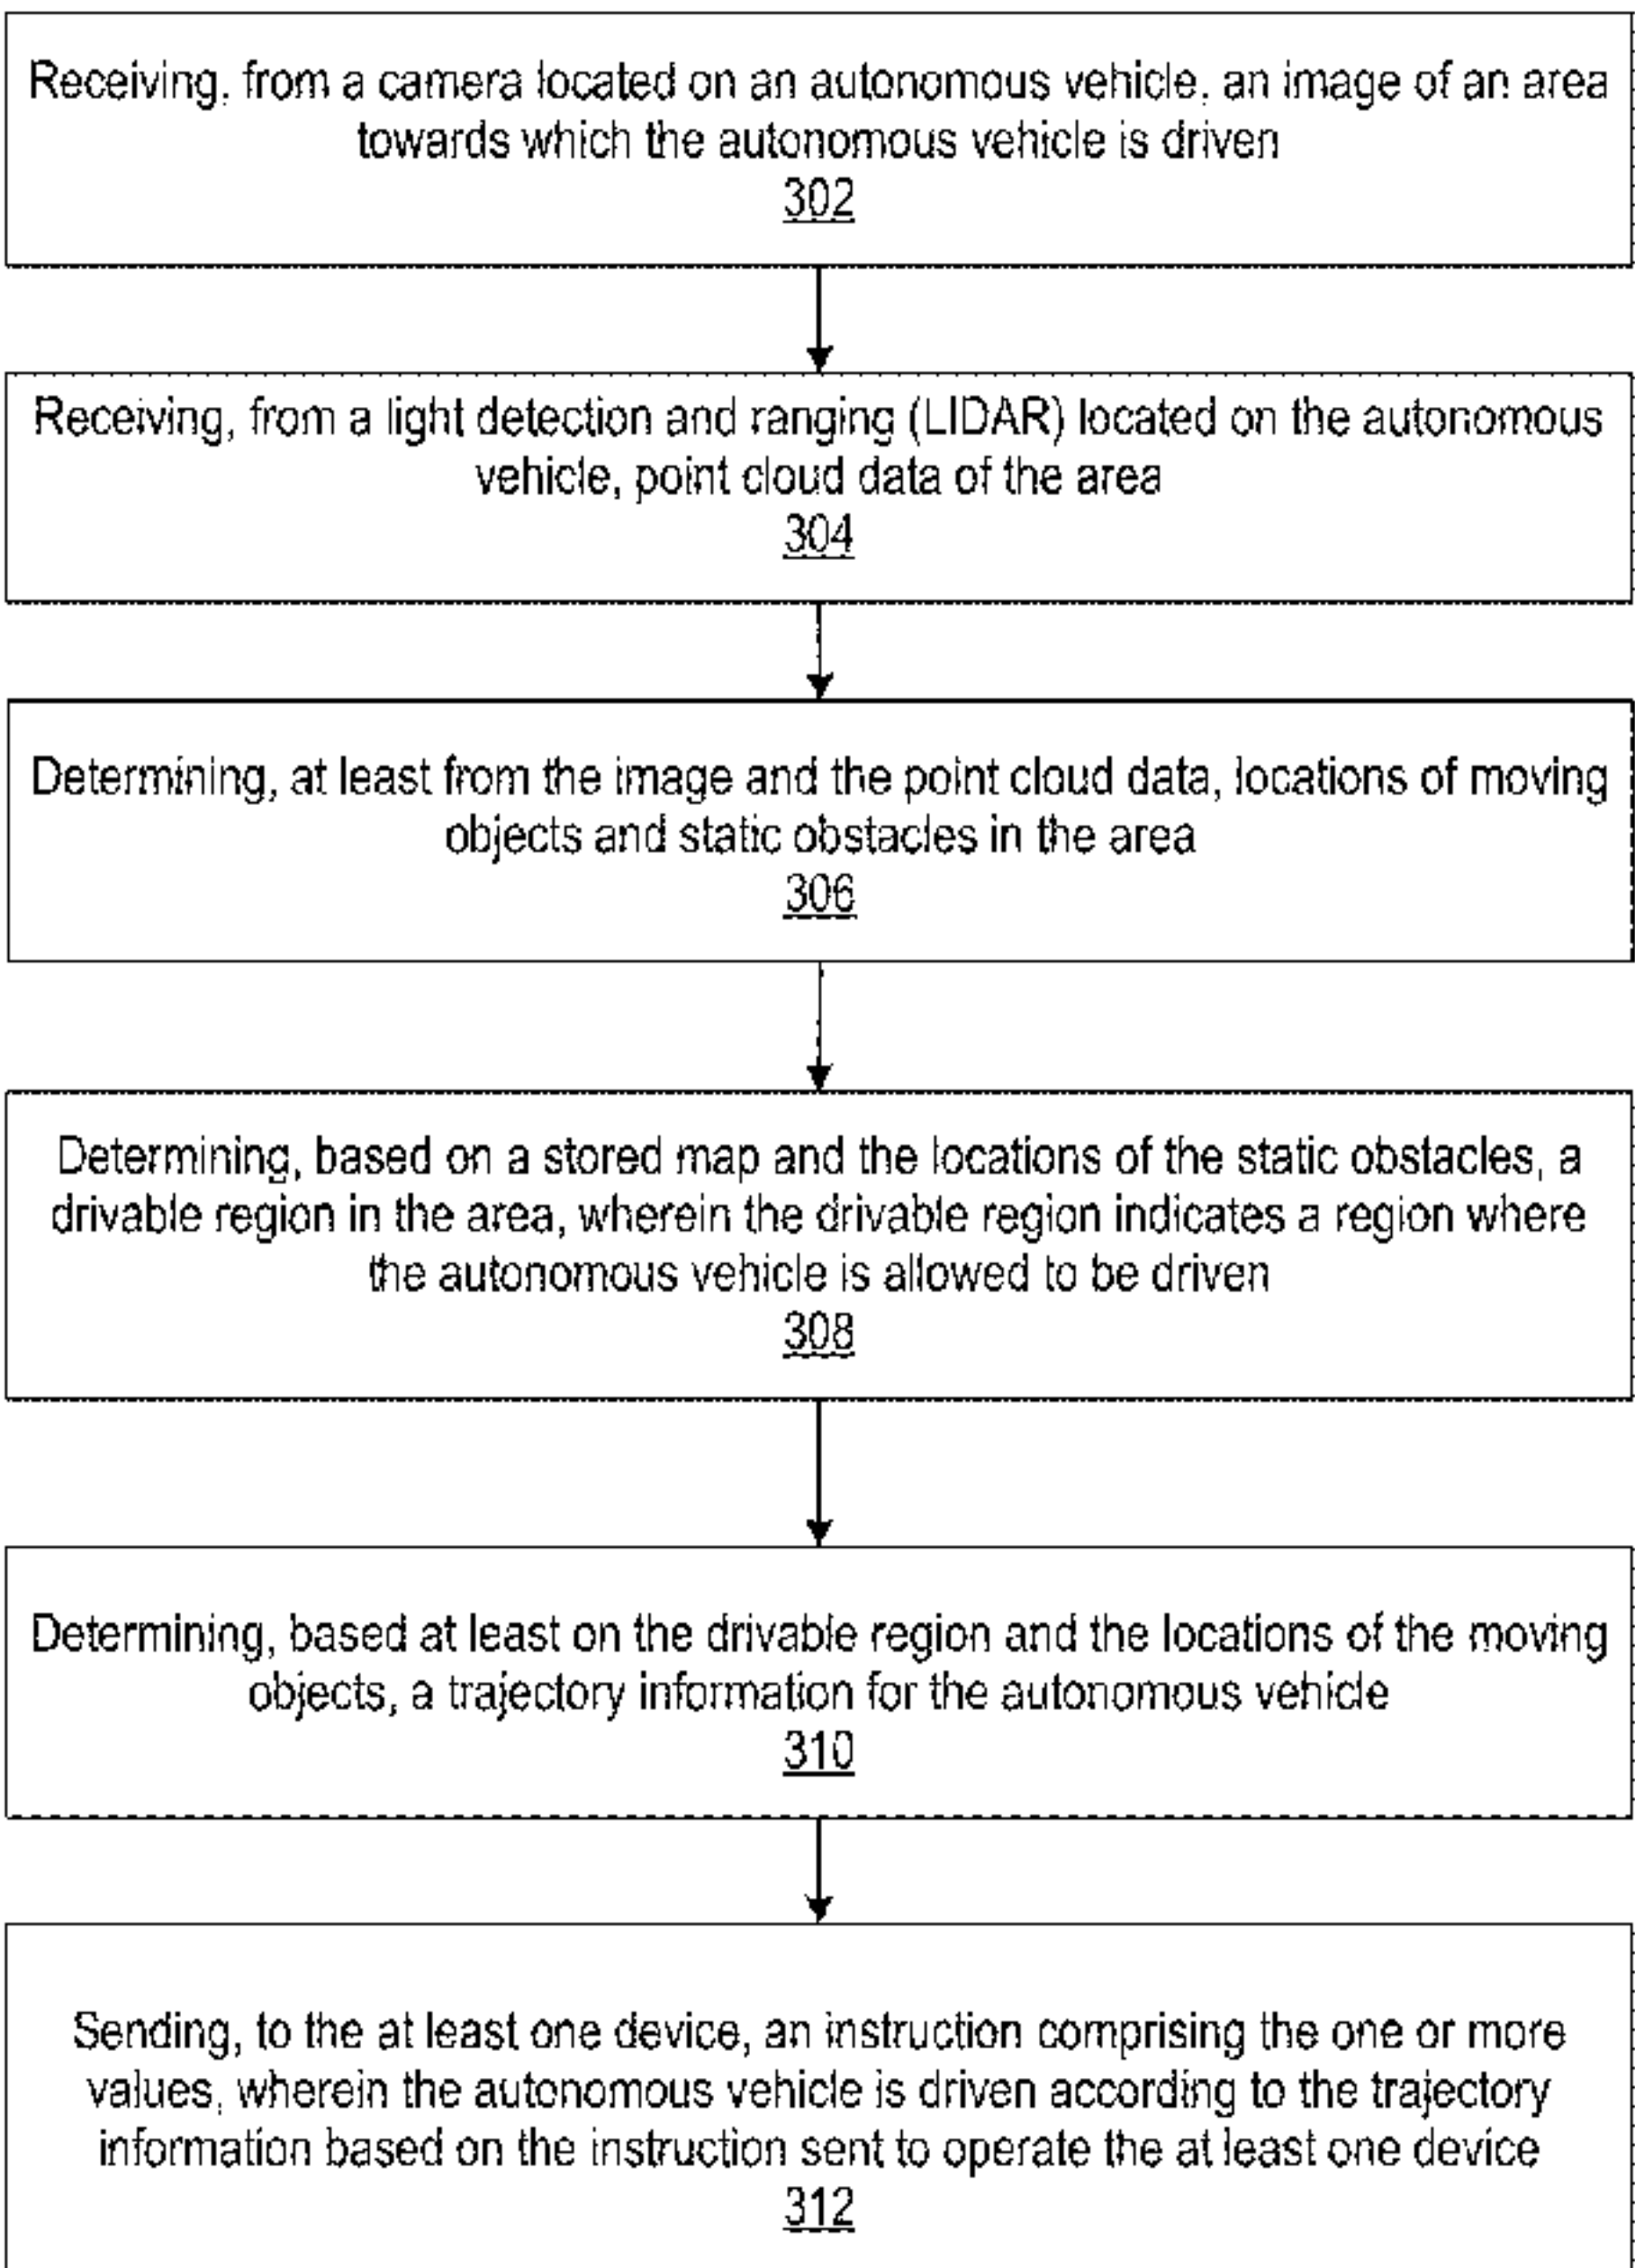 Receiving, from a camera located on an autonomous vehicle, an image of an area
towards which the autonomous vehicle is driven
302
Receiving, from a light detection and ranging (LIDAR) located on the autonomous
vehicle, point cloud data of the area
304
Determining, at least from the image and the point cloud data, locations of moving
objects and static obstacles in the area
306
Determining, based on a stored map and the locations of the static obstacles, a
drivable region in the area, wherein the drivable region indicates a region where
the autonomous vehicle is allowed to be driven
308
Determining, based at least on the drivable region and the locations of the moving
objects, a trajectory information for the autonomous vehicle
310
Sending, to the at least one device, an instruction comprising the one or more
values, wherein the autonomous vehicle is driven according to the trajectory
information based on the instruction sent to operate the at least one device
312